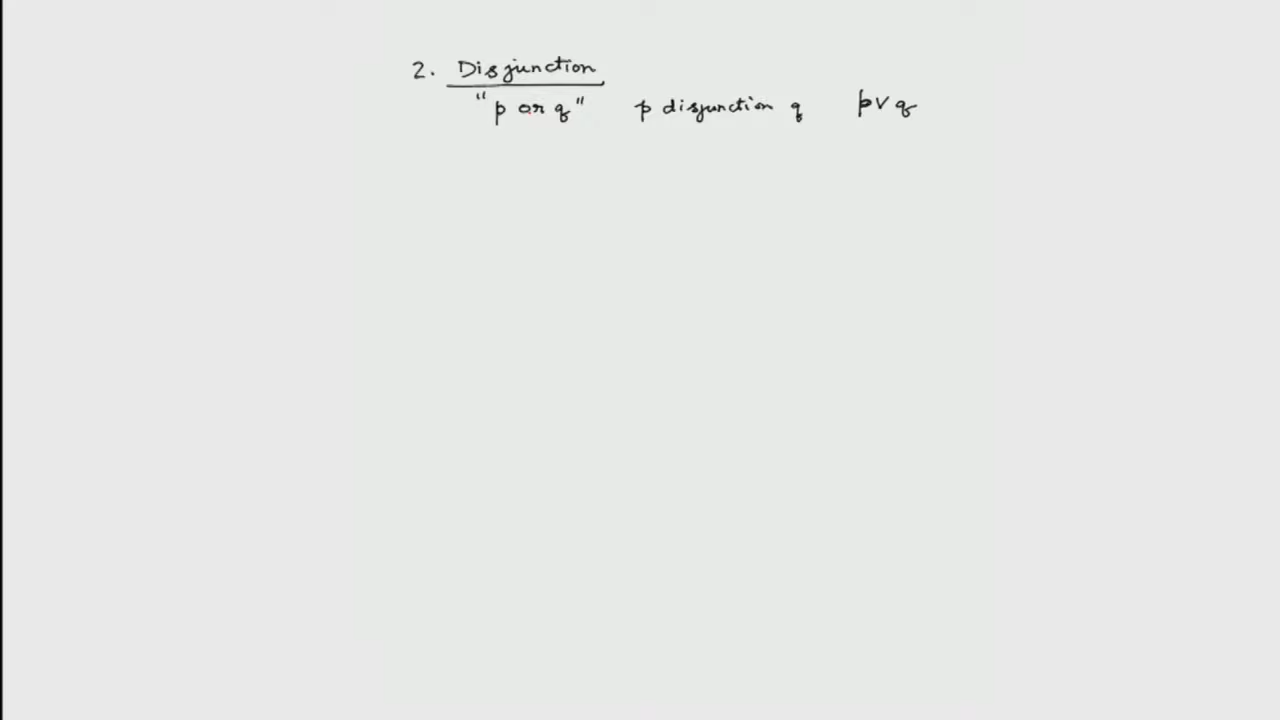 2. Disjunction
"p or q" p disjunction q p ∨ q